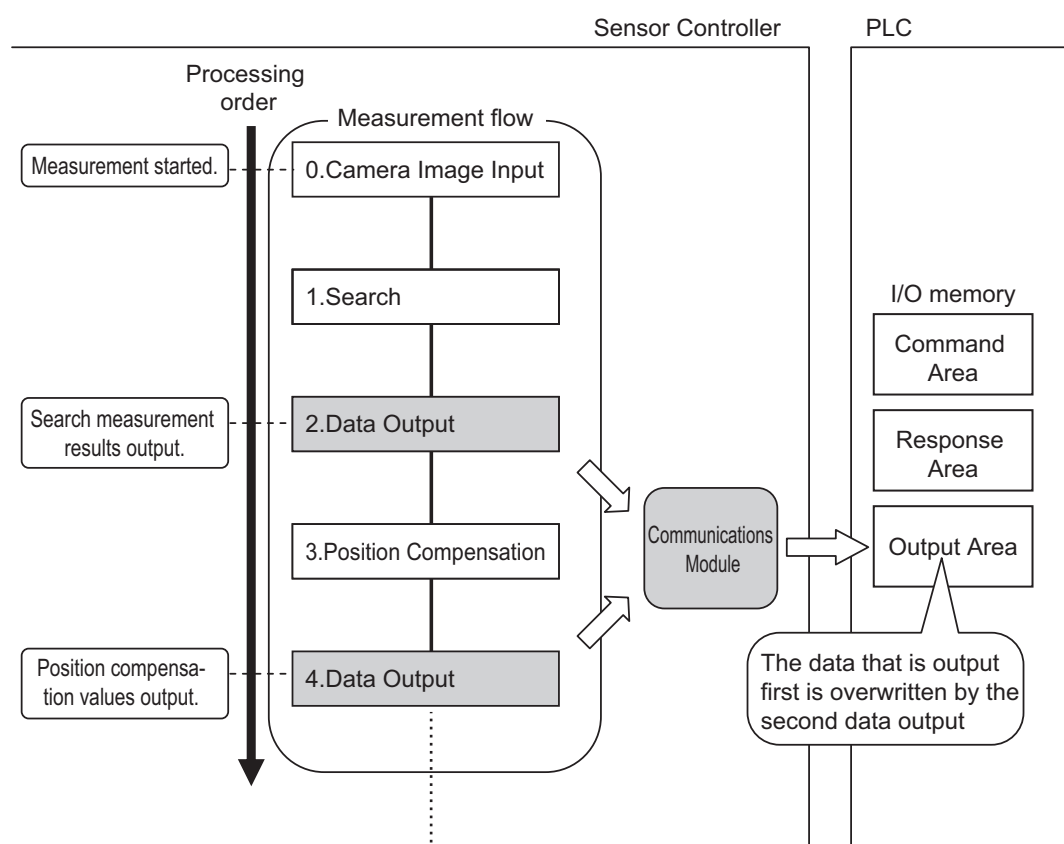 Sensor Controller
PLC
Processing
order
Measurement flow
Measurement started.
0.Camera Image Input
1.Search
Search measurement
results output.
2.Data Output
3.Position Compensation
Position compensa-
tion values output.
4.Data Output
Communications
Module
I/O memory
Command
Area
Response
Area
Output Area
The data that is output
first is overwritten by the
second data output